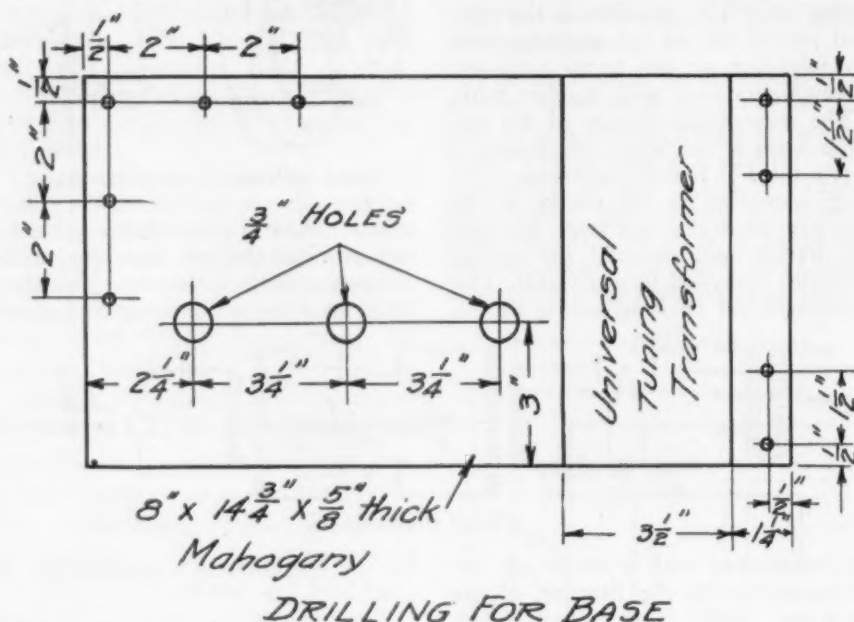 1/2" 2" 2"
1/2"
2"
2"
3/4" HOLES
2 1/4" 3 1/4" 3 1/4"
3"
Universal
Tuning
Transformer
1/2"
1 1/2"
1 1/2"
1/2"
1/2"
3 1/2" 1 1/4"
8" x 14 3/4" x 5/8" thick
Mahogany
DRILLING FOR BASE